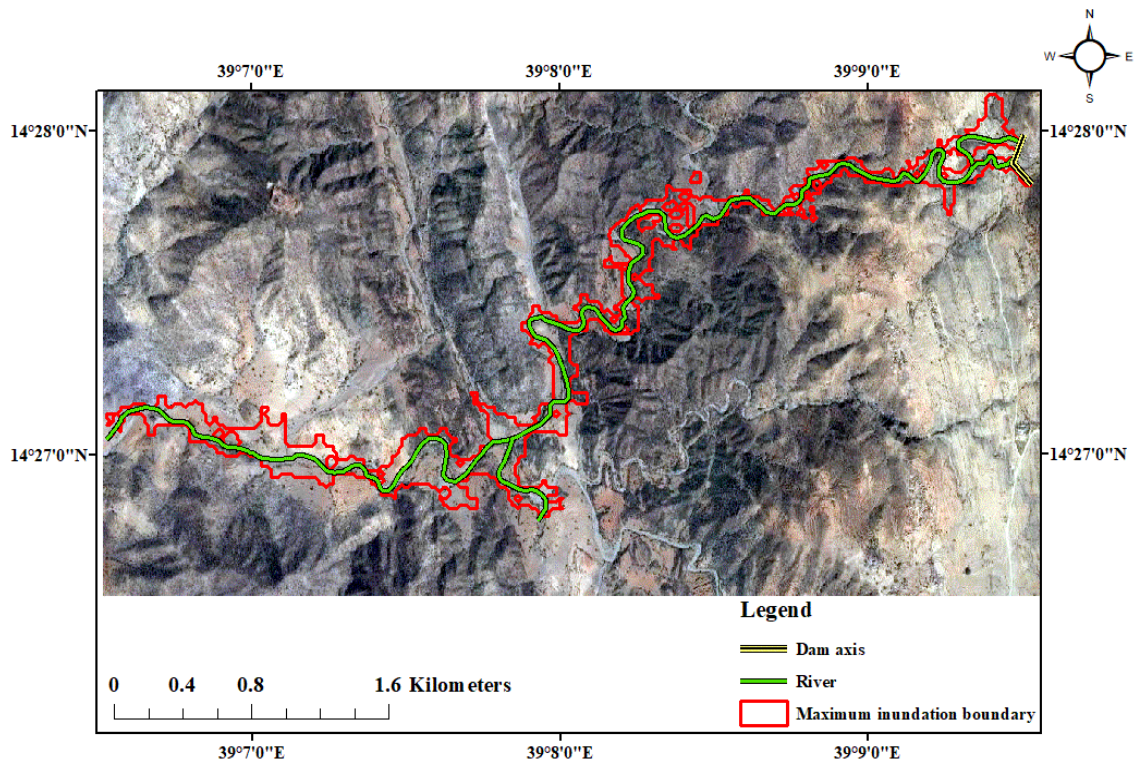 N
W E
S
39°7'0"E 39°8'0"E 39°9'0"E
14°28'0"N 14°28'0"N
14°27'0"N 14°27'0"N
Legend
Dam axis
River
Maximum inundation boundary
0 0.4 0.8 1.6 Kilometers
39°7'0"E 39°8'0"E 39°9'0"E